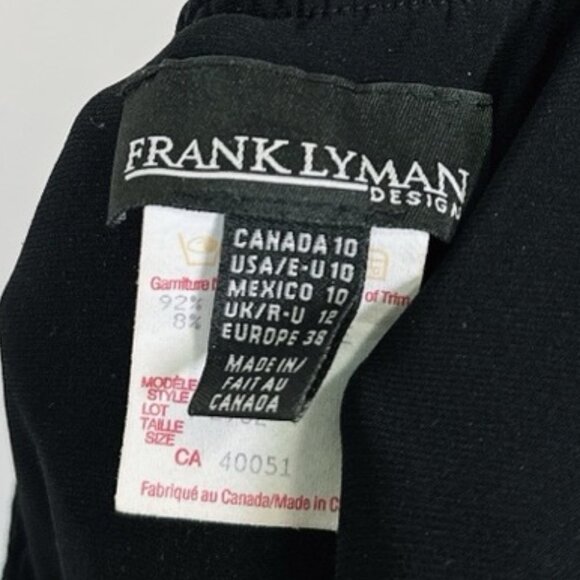 FRANK LYMAN
DESIGN
CANADA 10
USA/E-U 10
MEXICO 10
UK/R-U 12
EUROPE 38
MADE IN/
FAIT AU
CANADA
Garniture
of Trim
92%
8%
MODÈLE
STYLE
LOT
TAILLE
SIZE
CA 40051
Fabriqué au Canada/Made in